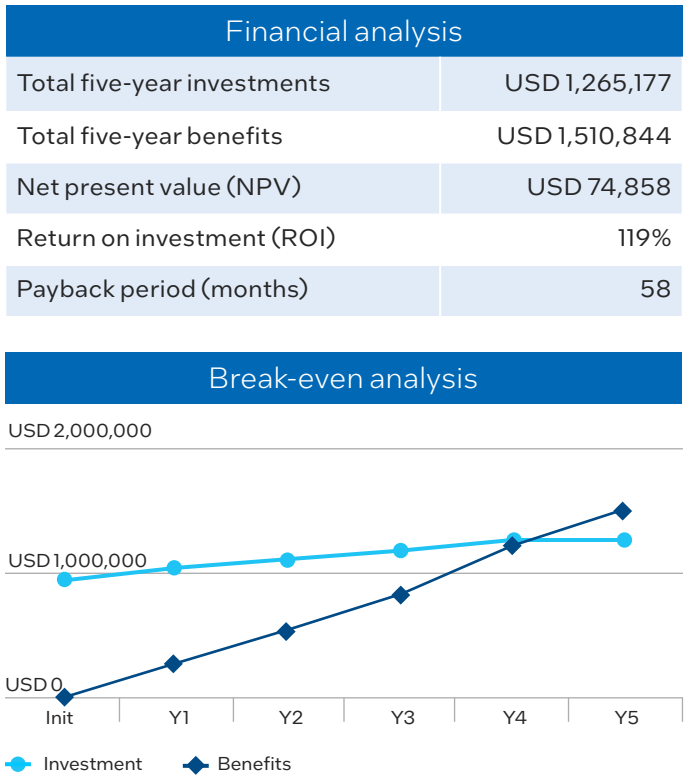 Financial analysis
Total five-year investments USD 1,265,177
Total five-year benefits USD 1,510,844
Net present value (NPV) USD 74,858
Return on investment (ROI) 119%
Payback period (months) 58
Break-even analysis
USD 2,000,000
USD 1,000,000
USD 0
Init Y1 Y2 Y3 Y4 Y5
Investment Benefits